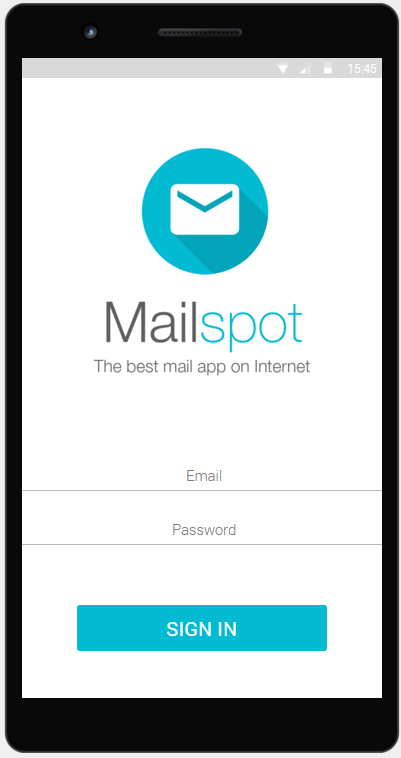 15:45
Mailspot
The best mail app on Internet
Email
Password
SIGN IN